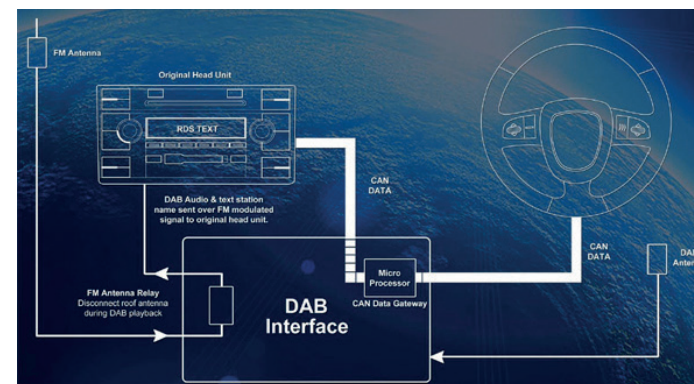 FM Antenna
Original Head Unit
RDS TEXT
DAB Audio & text station
name sent over FM modulated
signal to original head unit.
CAN
DATA
CAN
DATA
DAB
Anten
Micro
Processor
CAN Data Gateway
FM Antenna Relay
Disconnect roof antenna
during DAB playback
DAB
Interface